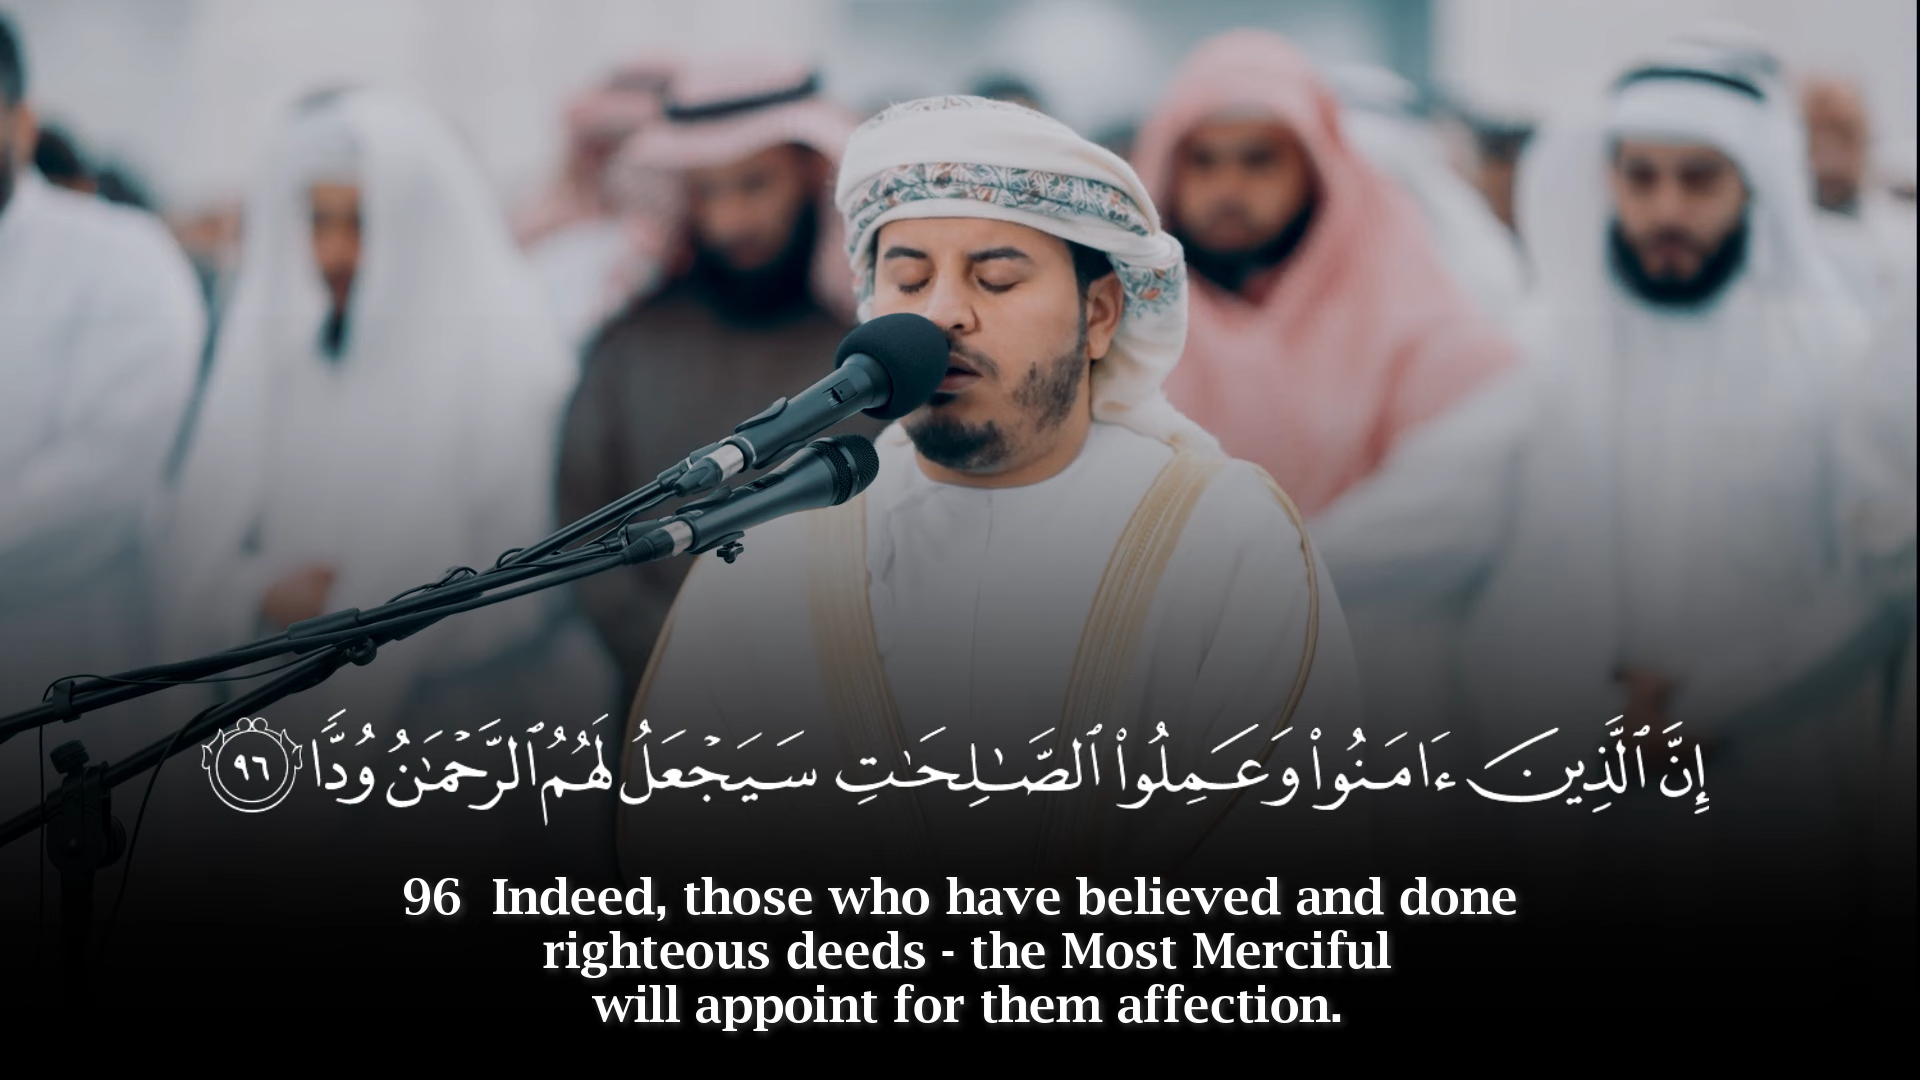 إِنَّ ٱلَّذِينَ ءَامَنُوا۟ وَعَمِلُوا۟ ٱلصَّـٰلِحَـٰتِ سَيَجْعَلُ لَهُمُ ٱلرَّحْمَـٰنُ وُدًّا ٩٦
96 Indeed, those who have believed and done
righteous deeds - the Most Merciful
will appoint for them affection.